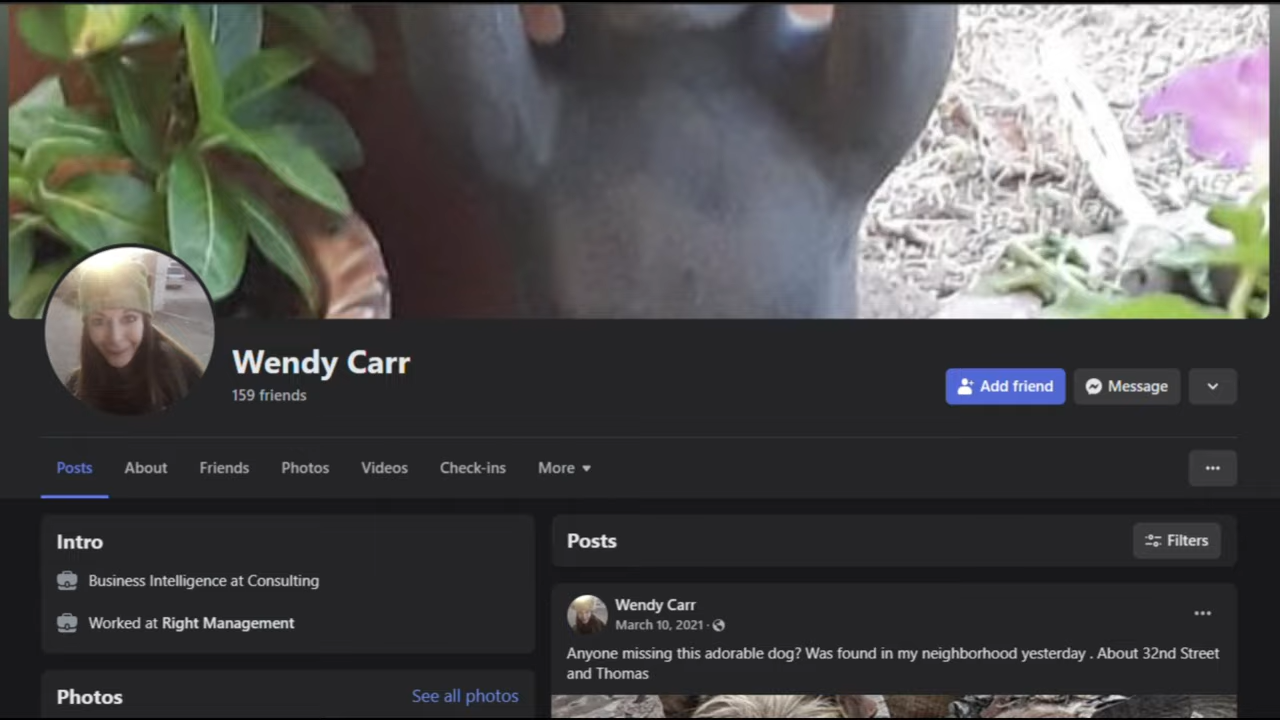 Wendy Carr
159 friends
Add friend
Message
Posts
About
Friends
Photos
Videos
Check-ins
More
Intro
Business Intelligence at Consulting
Worked at Right Management
Photos
See all photos
Posts
Filters
Wendy Carr
March 10, 2021 ·
Anyone missing this adorable dog? Was found in my neighborhood yesterday . About 32nd Street
and Thomas